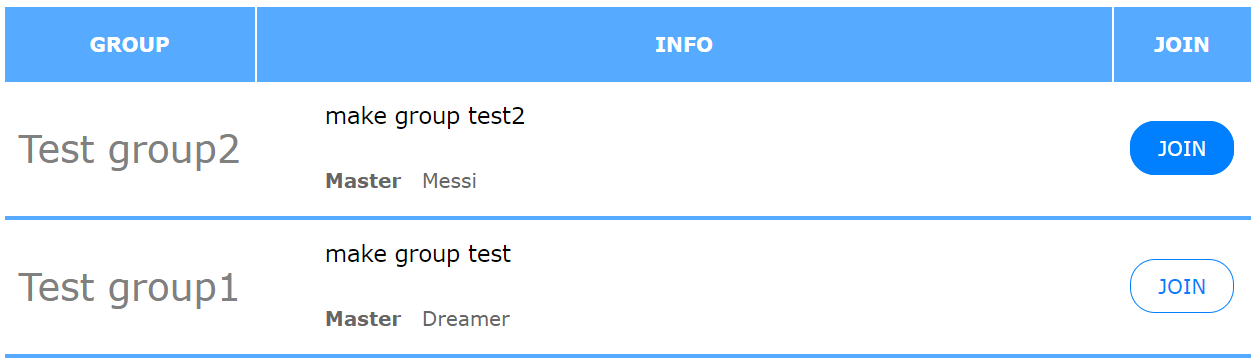 GROUP INFO JOIN
make group test2
Test group2 JOIN
Master Messi
make group test
Test group1 JOIN
Master Dreamer